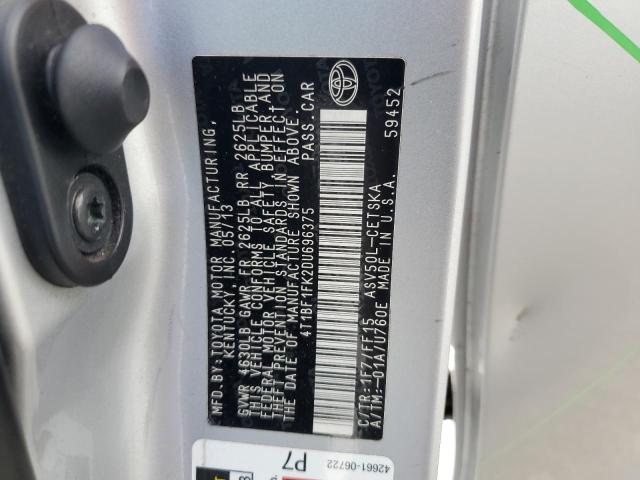 MFD.BY:TOYOTA MOTOR MANUFACTURING,
KENTUCKY, INC. 05/13
GVWR 4630LB GAWR FR 2625LB RR 2625LB
THIS VEHICLE CONFORMS TO ALL APPLICABLE
FEDERAL MOTOR VEHICLE SAFETY, BUMPER, AND
THEFT PREVENTION STANDARDS IN EFFECT ON
THE DATE OF MANUFACTURE SHOWN ABOVE.
4T1BF1FK2DU696375 PASS.CAR
C/TR:1F7/FF15 ASV50L-CETSKA
A/TM:-01A/U760E MADE IN U.S.A.
59452
42661-06722
P7